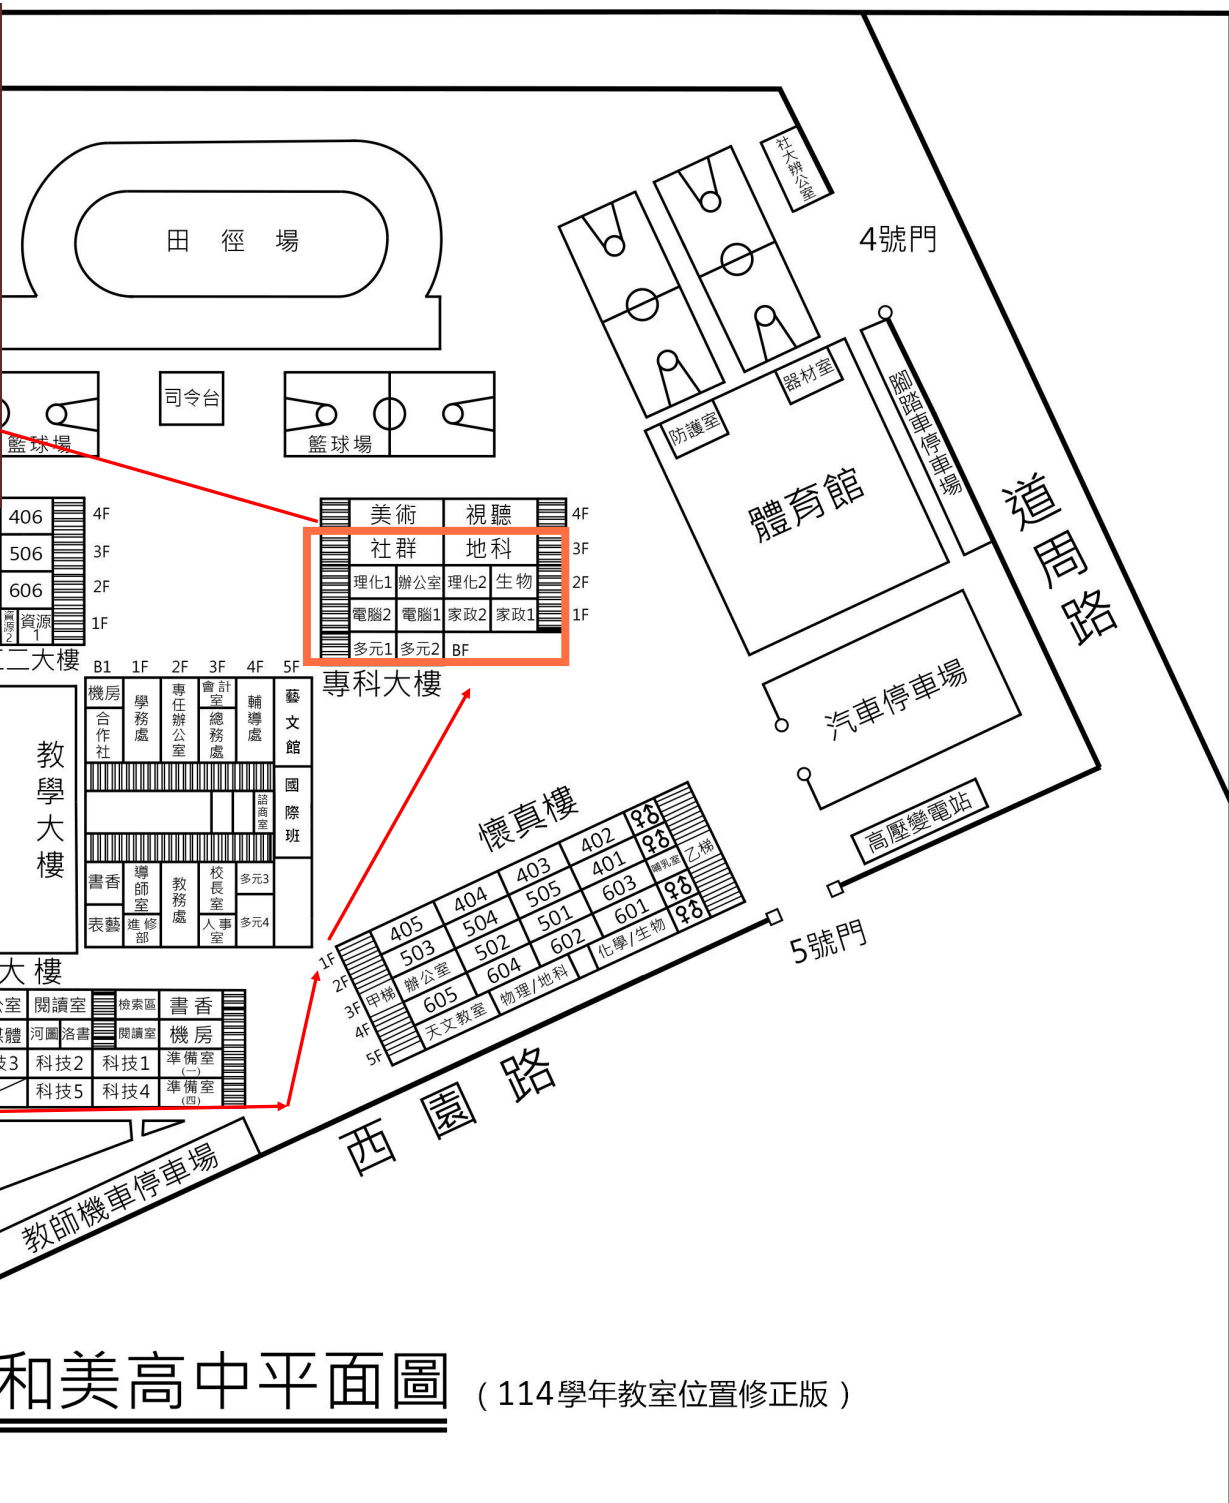 社大辦公室
4號門
田徑場
司令台
籃球場
籃球場
器材室
防護室
體育館
腳踏車停車場
道周路
406 4F
506 3F
606 2F
資源2 資源1 1F
二大樓
美術 視聽 4F
社群 地科 3F
理化1 辦公室 理化2 生物 2F
電腦2 電腦1 家政2 家政1 1F
多元1 多元2 BF
專科大樓
B1 1F 2F 3F 4F 5F
機房 學務處 專任辦公室 會計室 輔導處 藝文館
合作社 總務處
國際班
諮商室
書香 導師室 教務處 校長室 多元3
表藝 進修部 人事室 多元4
教學大樓
汽車停車場
高壓變電站
5號門
懷真樓
1F 405 404 403 402
2F 503 504 505 401 哺乳室 乙梯
3F 甲梯 辦公室 502 501 603
4F 605 604 602 601
5F 天文教室 物理/地科 化學/生物
大樓
室 閱讀室 檢索區 書香
媒體 河圖 洛書 閱讀室 機房
技3 科技2 科技1 準備室(一)
科技5 科技4 準備室(四)
教師機車停車場
西園路
和美高中平面圖 (114學年教室位置修正版)